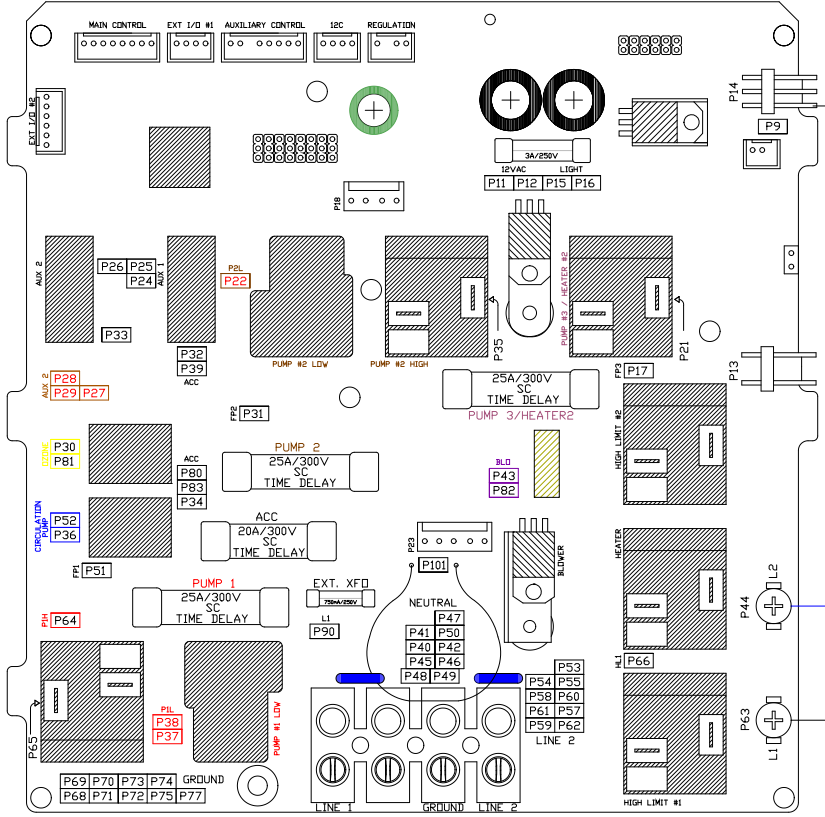 MAIN CONTROL
EXT I/O #1
AUXILIARY CONTROL
12C
REGULATION
EXT I/O #2
P14
P9
3A/250V
12VAC
LIGHT
P11 P12 P15 P16
P18
AUX 2
P26 P25
P24
AUX 1
P2L
P22
P33
P32
P39
ACC
PUMP #2 LOW
PUMP #2 HIGH
P35
PUMP #3 / HEATER #2
P21
P13
FP3
P17
AUX 2
P28
P29 P27
25A/300V
SC
TIME DELAY
PUMP 3/HEATER2
FP2
P31
HIGH LIMIT #2
P30
P81
ACC
P80
P83
P34
PUMP 2
25A/300V
SC
TIME DELAY
BLO
P43
P82
CIRCULATION
PUMP
P52
P36
ACC
20A/300V
SC
TIME DELAY
P23
P101
BLOWER
HEATER
FP1
P51
PUMP 1
25A/300V
SC
TIME DELAY
EXT. XFO
750mA/250V
L1
P90
NEUTRAL
P47
P41 P50
P40 P42
P45 P46
P48 P49
L2
P44
P1H
P64
HL1
P66
P53
P54 P55
P58 P60
P61 P57
P59 P62
LINE 2
P65
P1L
P38
P37
PUMP #1 LOW
P63
L1
P69 P70 P73 P74
GROUND
P68 P71 P72 P75 P77
LINE 1
GROUND
LINE 2
HIGH LIMIT #1